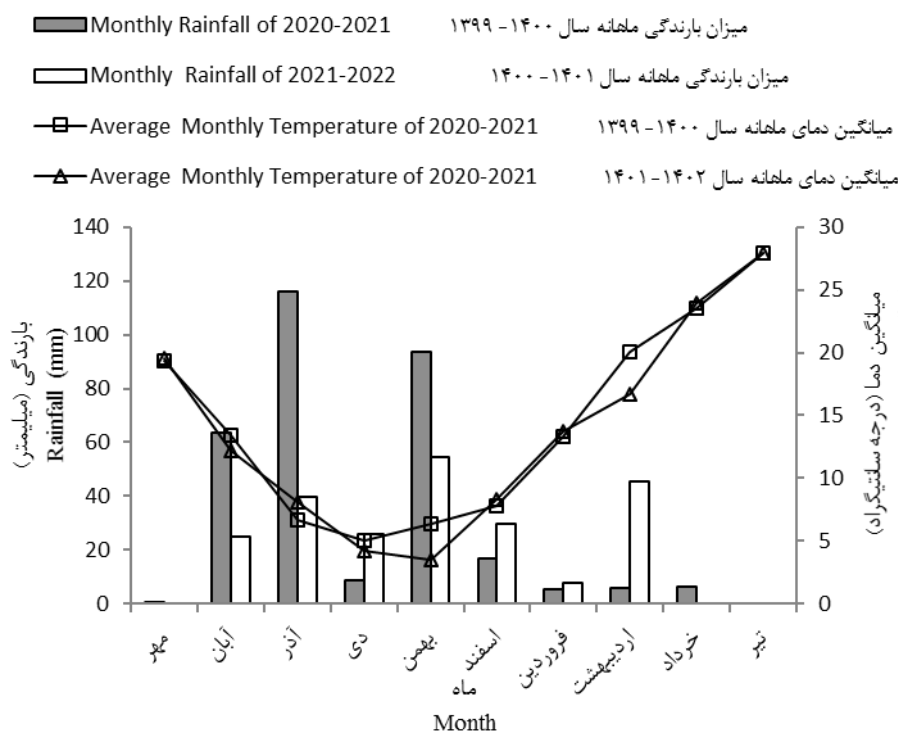 Monthly Rainfall of 2020-2021 میزان بارندگی ماهانه سال ۱۴۰۰-۱۳۹۹
Monthly Rainfall of 2021-2022 میزان بارندگی ماهانه سال ۱۴۰۱-۱۴۰۰
Average Monthly Temperature of 2020-2021 میانگین دمای ماهانه سال ۱۴۰۰-۱۳۹۹
Average Monthly Temperature of 2020-2021 میانگین دمای ماهانه سال ۱۴۰۲-۱۴۰۱
بارندگی (میلیمتر)
Rainfall (mm)
140
120
100
80
60
40
20
0
30
25
20
15
10
5
0
میانگین دما (درجه سانتیگراد)
مهر
آبان
آذر
دی
بهمن
اسفند
فروردین
اردیبهشت
خرداد
تیر
ماه
Month